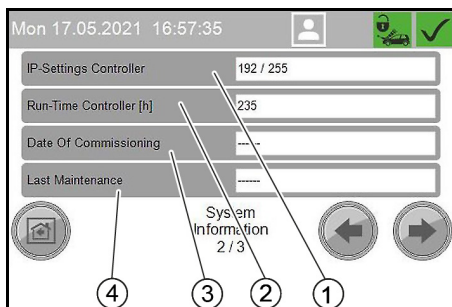 Mon 17.05.2021 16:57:35
IP-Settings Controller 192 / 255
Run-Time Controller [h] 235
Date Of Commissioning ------
Last Maintenance ------
System
Information
2 / 3
4 3 2 1